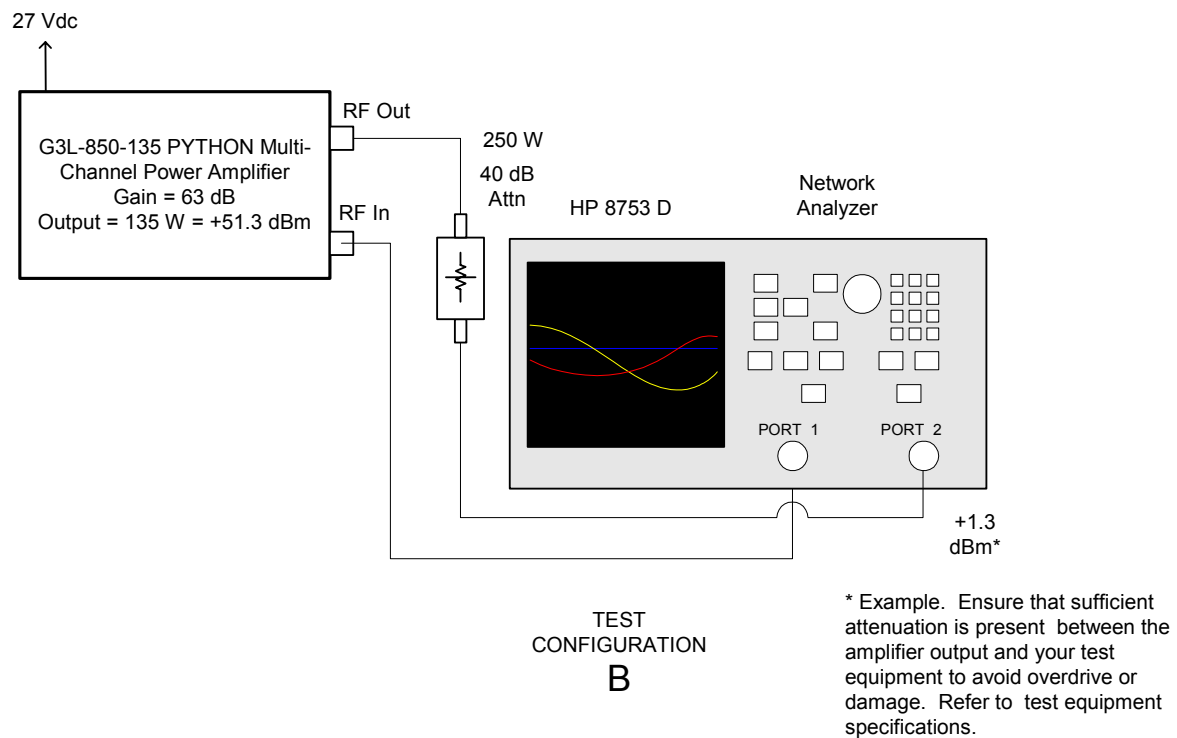 27 Vdc
RF Out
G3L-850-135 PYTHON Multi-
Channel Power Amplifier
Gain = 63 dB
Output = 135 W = +51.3 dBm
RF In
250 W
40 dB
Attn
HP 8753 D
Network
Analyzer
PORT 1
PORT 2
+1.3
dBm*
TEST
CONFIGURATION
B
* Example. Ensure that sufficient
attenuation is present between the
amplifier output and your test
equipment to avoid overdrive or
damage. Refer to test equipment
specifications.